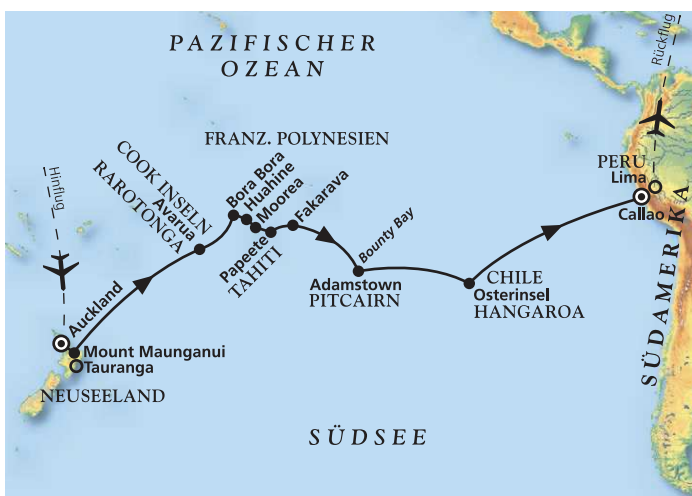 PAZIFISCHER
OZEAN
Rückflug
FRANZ. POLYNESIEN
Hinflug
COOK INSELN
Avarua
RAROTONGA
Bora Bora
Huahine
Moorea
Papeete
TAHITI
Fakarava
Bounty Bay
PERU
Lima
Callao
Adamstown
PITCAIRN
CHILE
Osterinsel
HANGAROA
SÜDAMERIKA
Auckland
Mount Maunganui
Tauranga
NEUSEELAND
SÜDSEE